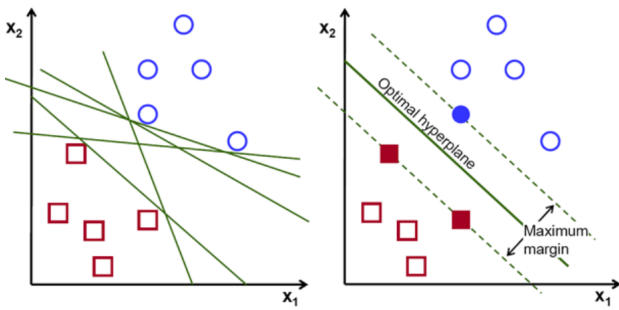 X₂
X₁
X₂
Optimal hyperplane
Maximum
margin
X₁